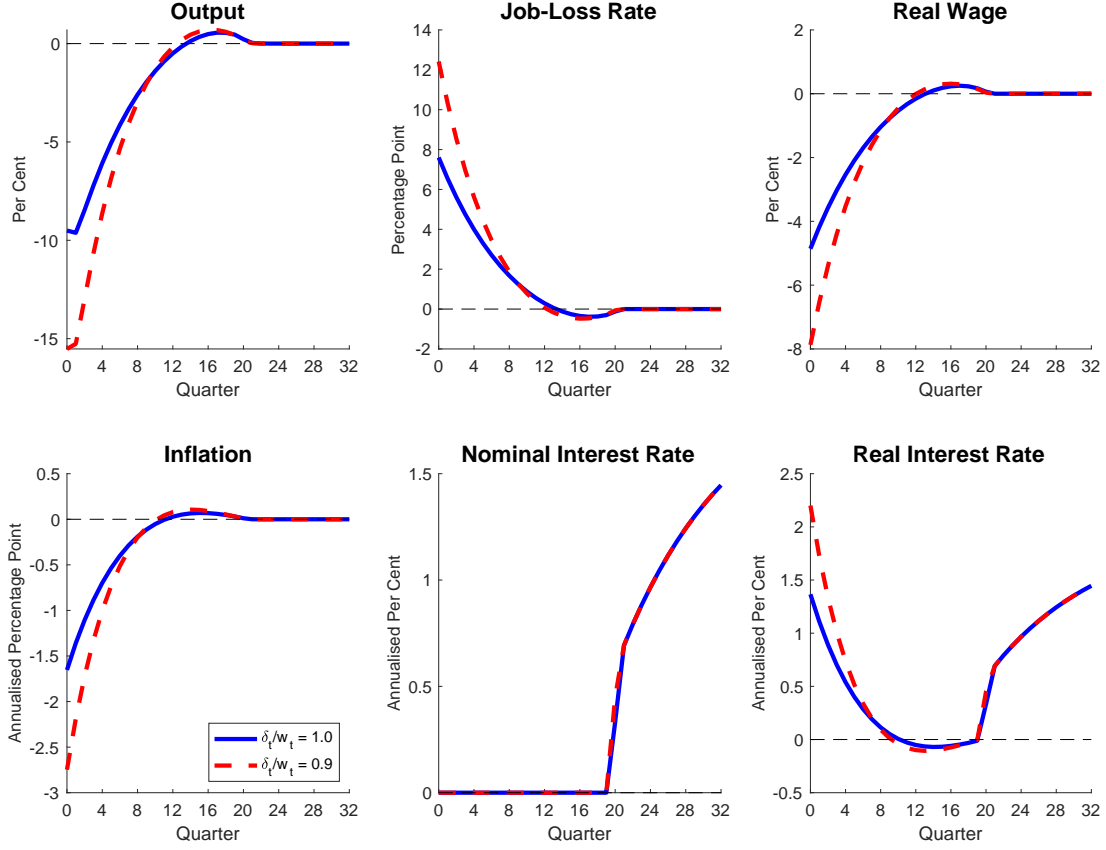 Output
Job-Loss Rate
Real Wage
Per Cent
0
-5
-10
-15
0 4 8 12 16 20 24 28 32
Quarter
Percentage Point
14
12
10
8
6
4
2
0
-2
0 4 8 12 16 20 24 28 32
Quarter
Per Cent
2
0
-2
-4
-6
-8
0 4 8 12 16 20 24 28 32
Quarter
Inflation
Nominal Interest Rate
Real Interest Rate
Annualised Percentage Point
0.5
0
-0.5
-1
-1.5
-2
-2.5
-3
0 4 8 12 16 20 24 28 32
Quarter
δt/wt = 1.0
δt/wt = 0.9
Annualised Per Cent
1.5
1
0.5
0
0 4 8 12 16 20 24 28 32
Quarter
Annualised Per Cent
2.5
2
1.5
1
0.5
0
-0.5
0 4 8 12 16 20 24 28 32
Quarter